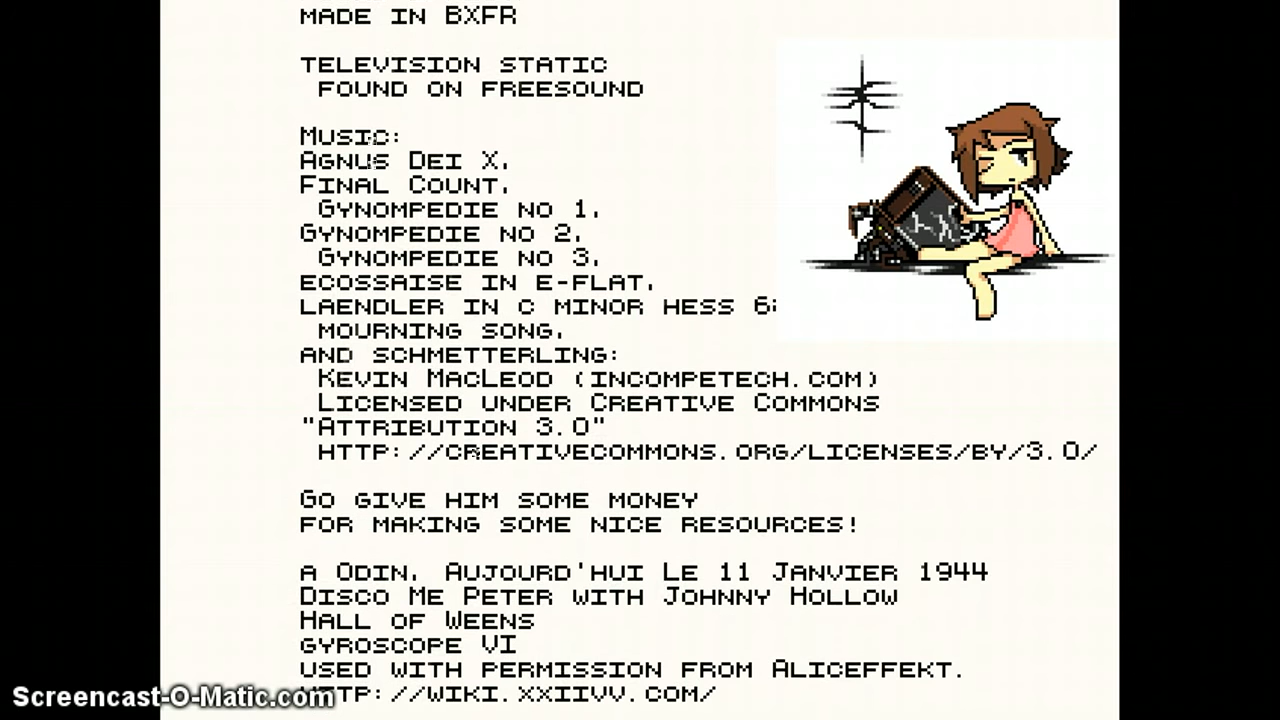 MADE IN BXFR
TELEVISION STATIC
FOUND ON FREESOUND
MUSIC:
AGNUS DEI X.
FINAL COUNT.
GYNOMPEDIE NO 1.
GYNOMPEDIE NO 2.
GYNOMPEDIE NO 3.
ECOSSAISE IN E-FLAT.
LAENDLER IN C MINOR HESS
MOURNING SONG.
AND SCHMETTERLING:
KEVIN MACLEOD (INCOMPETECH.COM)
LICENSED UNDER CREATIVE COMMONS
"ATTRIBUTION 3.0"
HTTP://CREATIVECOMMONS.ORG/LICENSES/BY/3.0/
GO GIVE HIM SOME MONEY
FOR MAKING SOME NICE RESOURCES!
A ODIN. AUJOURD'HUI LE 11 JANVIER 1944
DISCO ME PETER WITH JOHNNY HOLLOW
HALL OF WEENS
GYROSCOPE VI
USED WITH PERMISSION FROM ALICEFFEKT.
HTTP://WIKI.XXIIVV.COM/
Screencast-O-Matic.com